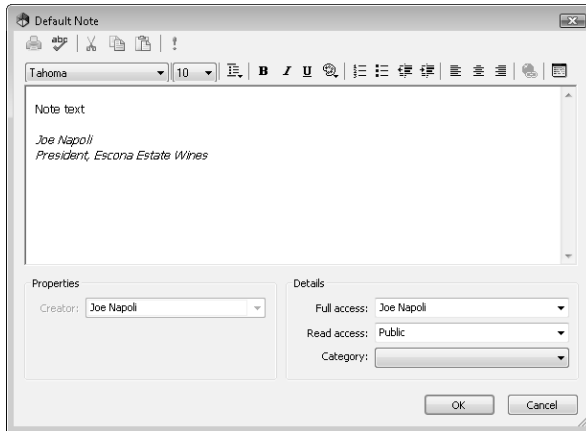 Default Note
abc
Tahoma 10 B I U
Note text
Joe Napoli
President, Escona Estate Wines
Properties
Creator: Joe Napoli
Details
Full access: Joe Napoli
Read access: Public
Category:
OK Cancel